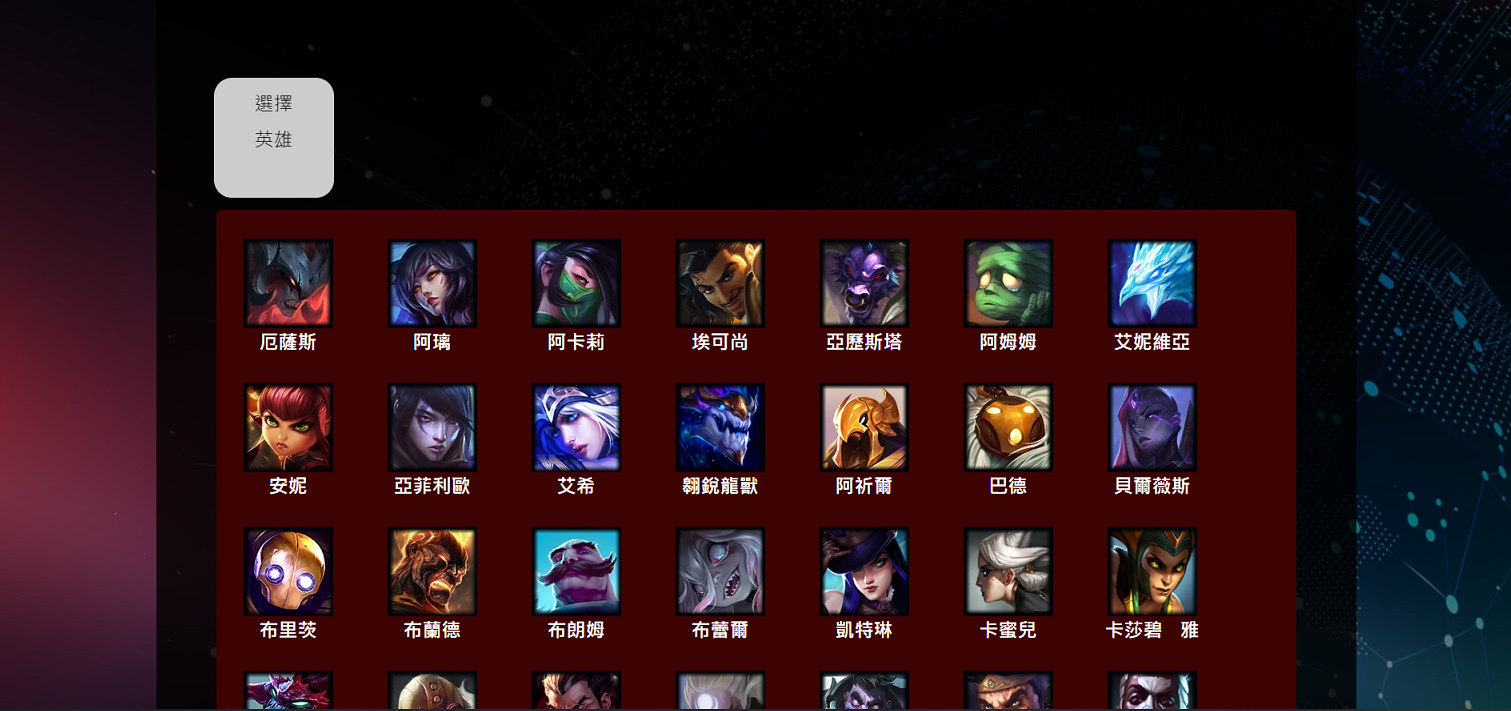 選擇
英雄
厄薩斯
阿璃
阿卡莉
埃可尚
亞歷斯塔
阿姆姆
艾妮維亞
安妮
亞菲利歐
艾希
翱銳龍獸
阿祈爾
巴德
貝爾薇斯
布里茨
布蘭德
布朗姆
布蕾爾
凱特琳
卡蜜兒
卡莎碧　雅